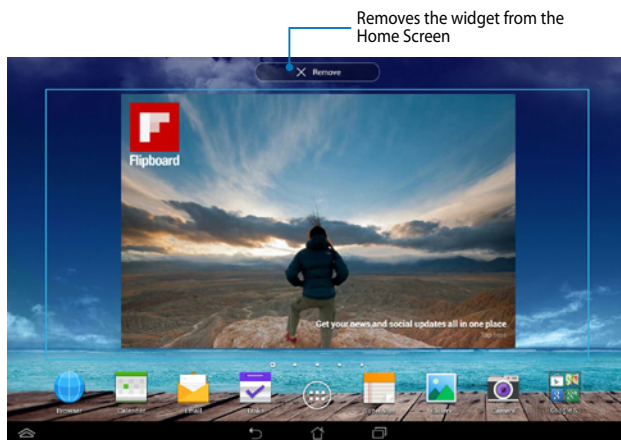 Removes the widget from the
Home Screen
Remove
Flipboard
Get your news and social updates all in one place
Browser
Calendar
Email
Camera